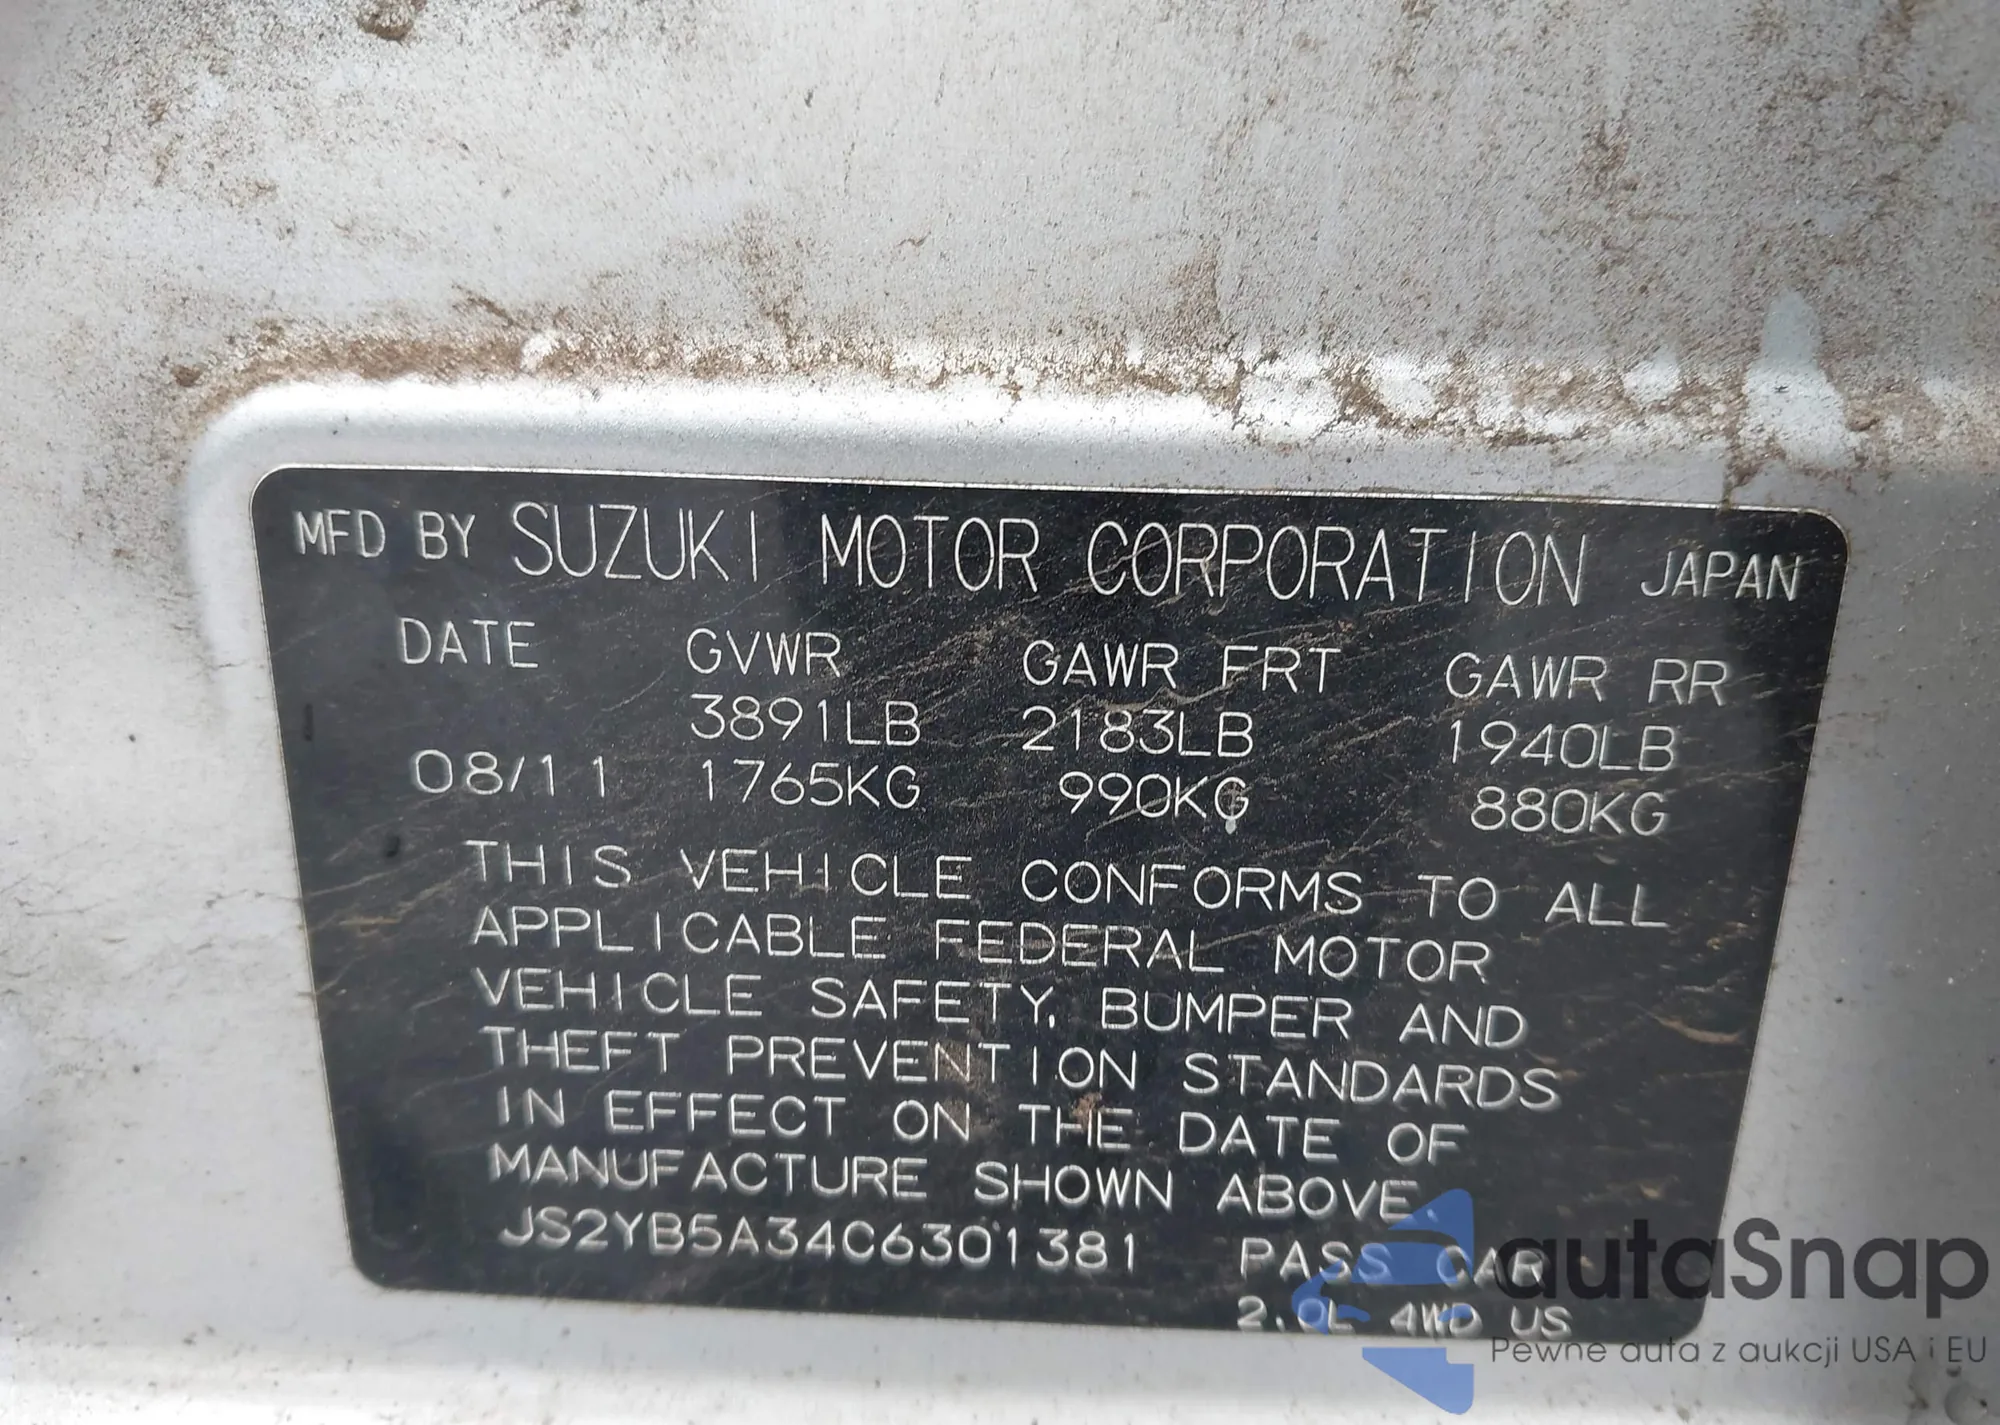 MFD BY SUZUKI MOTOR CORPORATION JAPAN
DATE GVWR GAWR FRT GAWR RR
3891LB 2183LB 1940LB
08/11 1765KG 990KG 880KG
THIS VEHICLE CONFORMS TO ALL
APPLICABLE FEDERAL MOTOR
VEHICLE SAFETY, BUMPER AND
THEFT PREVENTION STANDARDS
IN EFFECT ON THE DATE OF
MANUFACTURE SHOWN ABOVE.
JS2YB5A34C6301381 PASS CAR
2.0L 4WD US
autaSnap
Pewne auta z aukcji USA i EU